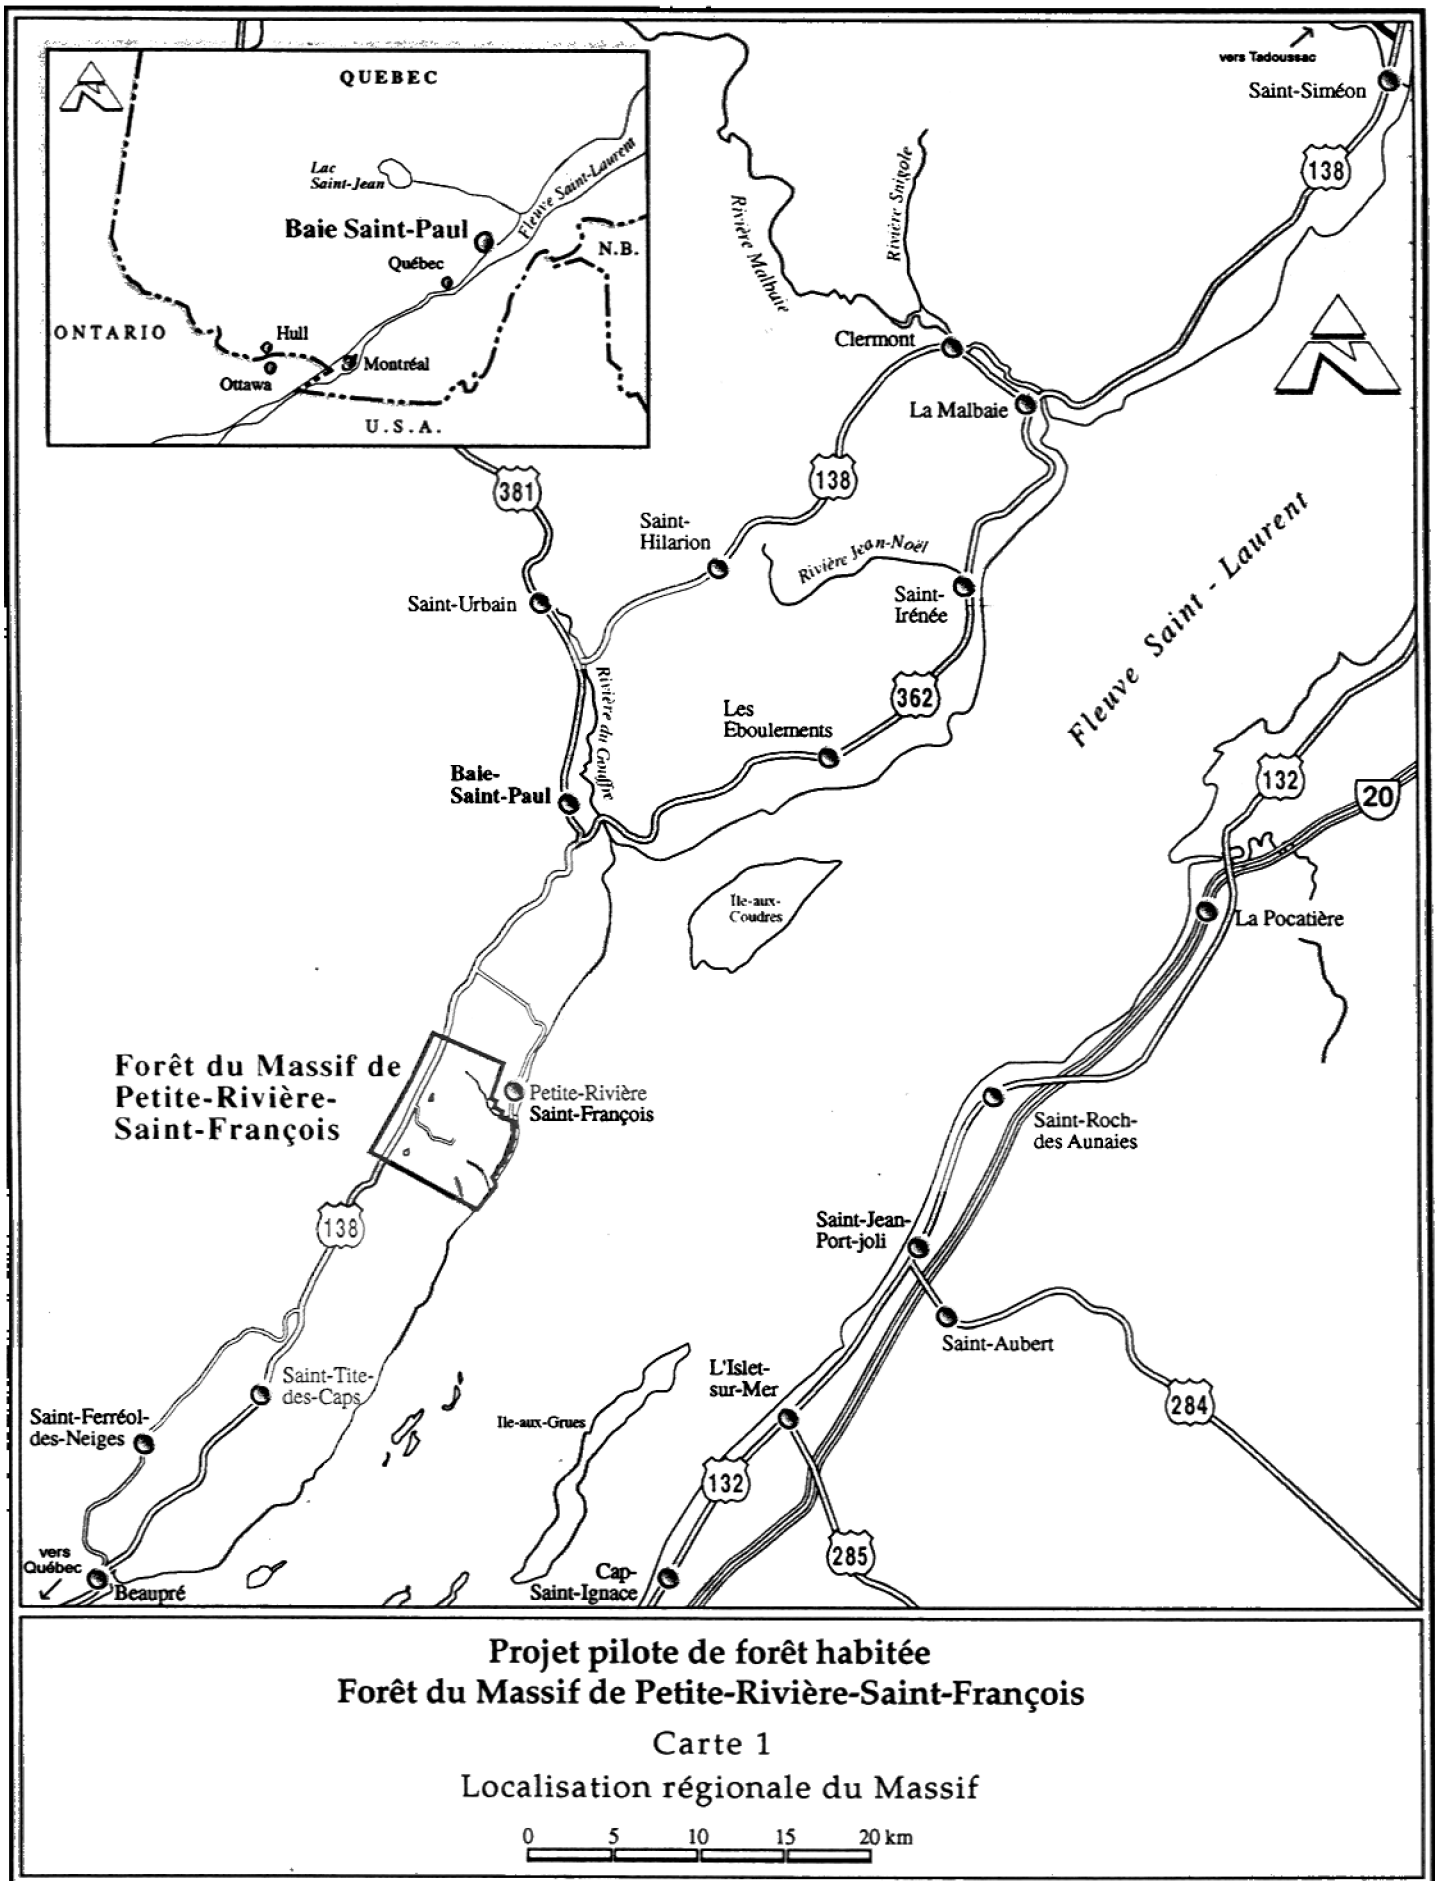 QUEBEC
Lac
Saint-Jean
Fleuve Saint-Laurent
Baie Saint-Paul
Québec
N.B.
ONTARIO
Hull
Ottawa
Montréal
U.S.A.
vers Tadoussac
Saint-Siméon
138
Rivière Malbaie
Rivière Snigole
Clermont
La Malbaie
381
138
Saint-
Hilarion
Rivière Jean-Noël
Saint-Urbain
Saint-
Irénée
Fleuve Saint - Laurent
Rivière du Gouffre
362
Les
Éboulements
Baie-
Saint-Paul
132
20
Ile-aux-
Coudres
La Pocatière
Forêt du Massif de
Petite-Rivière-
Saint-François
Petite-Rivière
Saint-François
Saint-Roch-
des Aunaies
138
Saint-Jean-
Port-joli
Saint-Aubert
Saint-Tite-
des-Caps
L'Islet-
sur-Mer
284
Saint-Ferréol-
des-Neiges
Ile-aux-Grues
132
285
vers
Québec
Beaupré
Cap-
Saint-Ignace
Projet pilote de forêt habitée
Forêt du Massif de Petite-Rivière-Saint-François
Carte 1
Localisation régionale du Massif
0 5 10 15 20 km